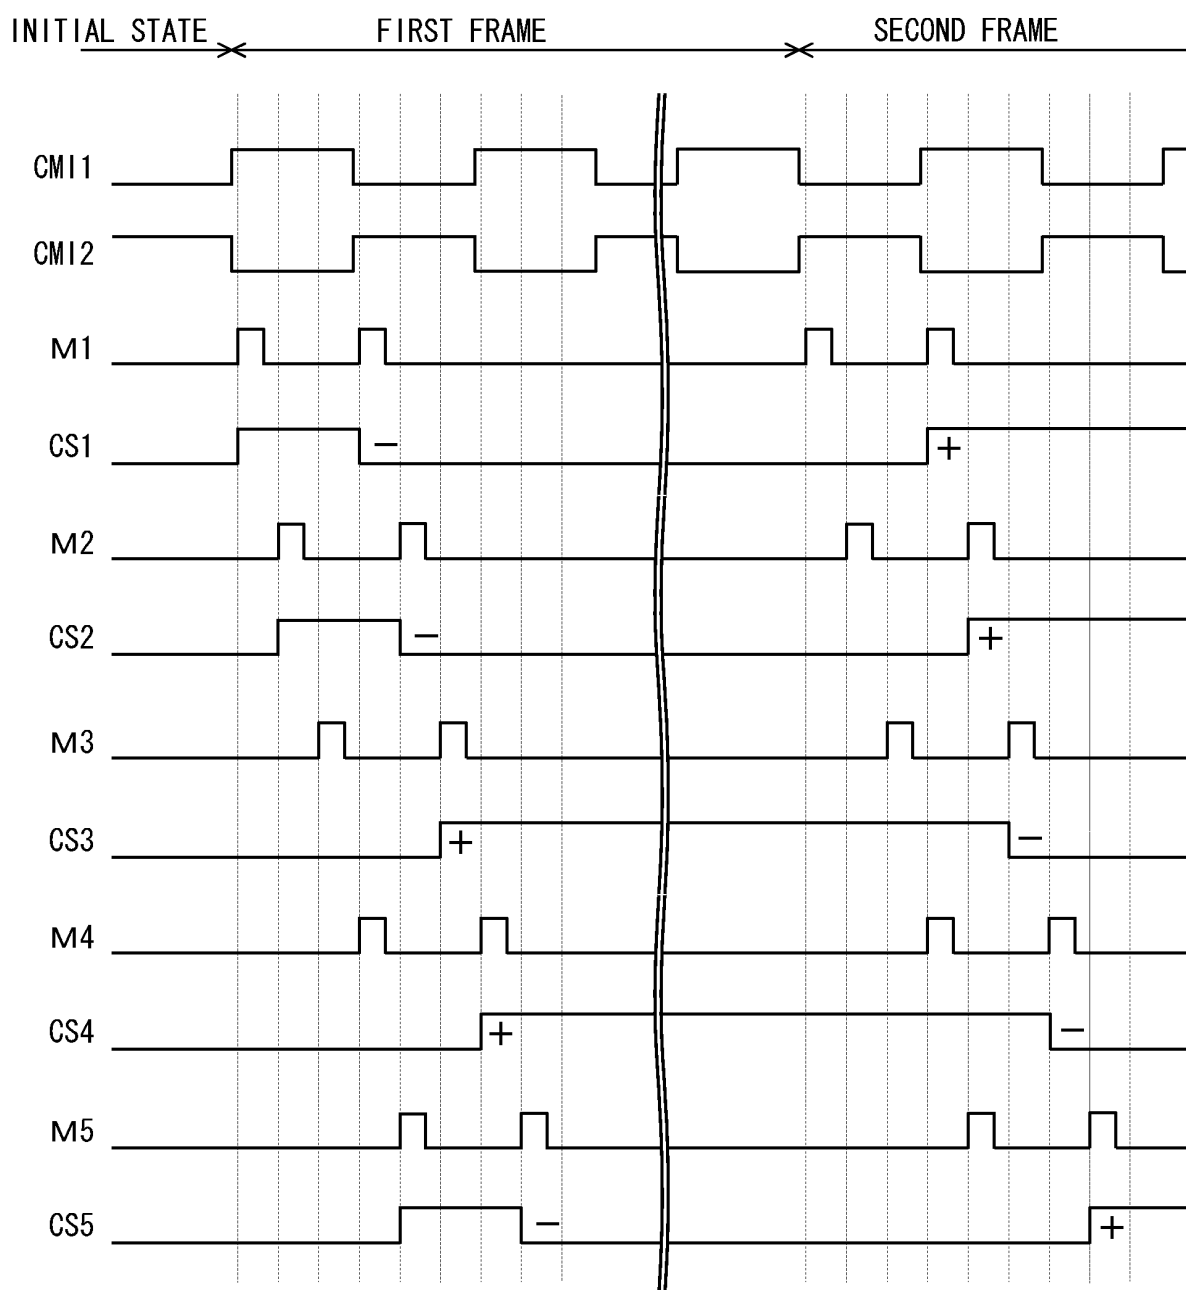 INITIAL STATE FIRST FRAME SECOND FRAME
CMI1
CMI2
M1
CS1 − +
M2
CS2 − +
M3
CS3 + −
M4
CS4 + −
M5
CS5 − +